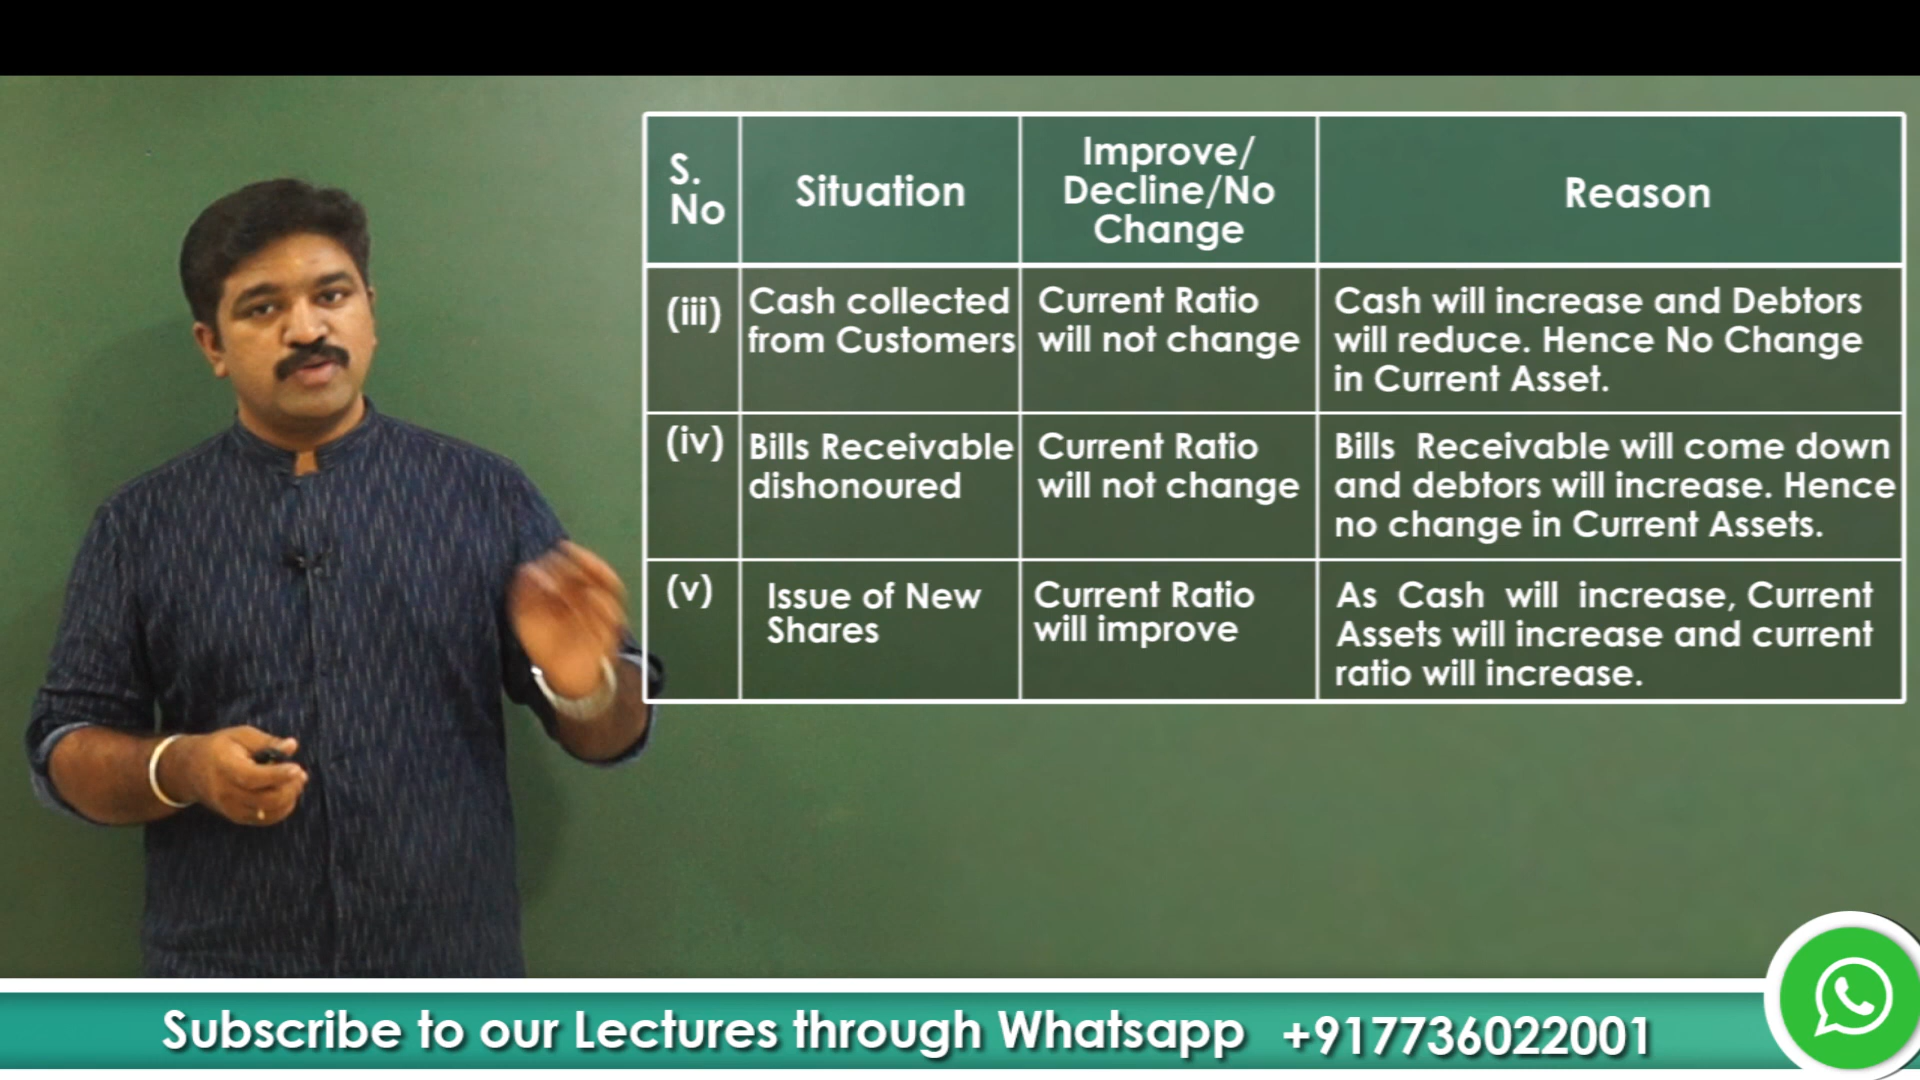 S.
No
Situation
Improve/
Decline/No
Change
Reason
(iii)
Cash collected
from Customers
Current Ratio
will not change
Cash will increase and Debtors
will reduce. Hence No Change
in Current Asset.
(iv)
Bills Receivable
dishonoured
Current Ratio
will not change
Bills Receivable will come down
and debtors will increase. Hence
no change in Current Assets.
(v)
Issue of New
Shares
Current Ratio
will improve
As Cash will increase, Current
Assets will increase and current
ratio will increase.
Subscribe to our Lectures through Whatsapp +917736022001